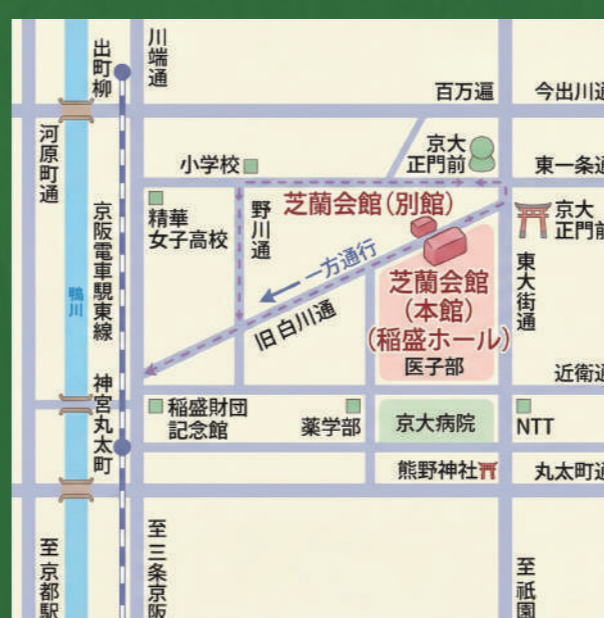 出町柳
川端通
百万遍
今出川通
河原町通
小学校
京大
正門前
東一条通
精華
女子高校
野川通
芝蘭会館(別館)
京大
正門前
京阪電車覗東線
鴨川
一方通行
旧白川通
芝蘭会館
(本館)
(稲盛ホール)
医子部
東大街通
近衛通
神宮丸太町
稲盛財団
記念館
薬学部
京大病院
NTT
熊野神社
丸太町通
至京都駅
至三条京阪
至祇園